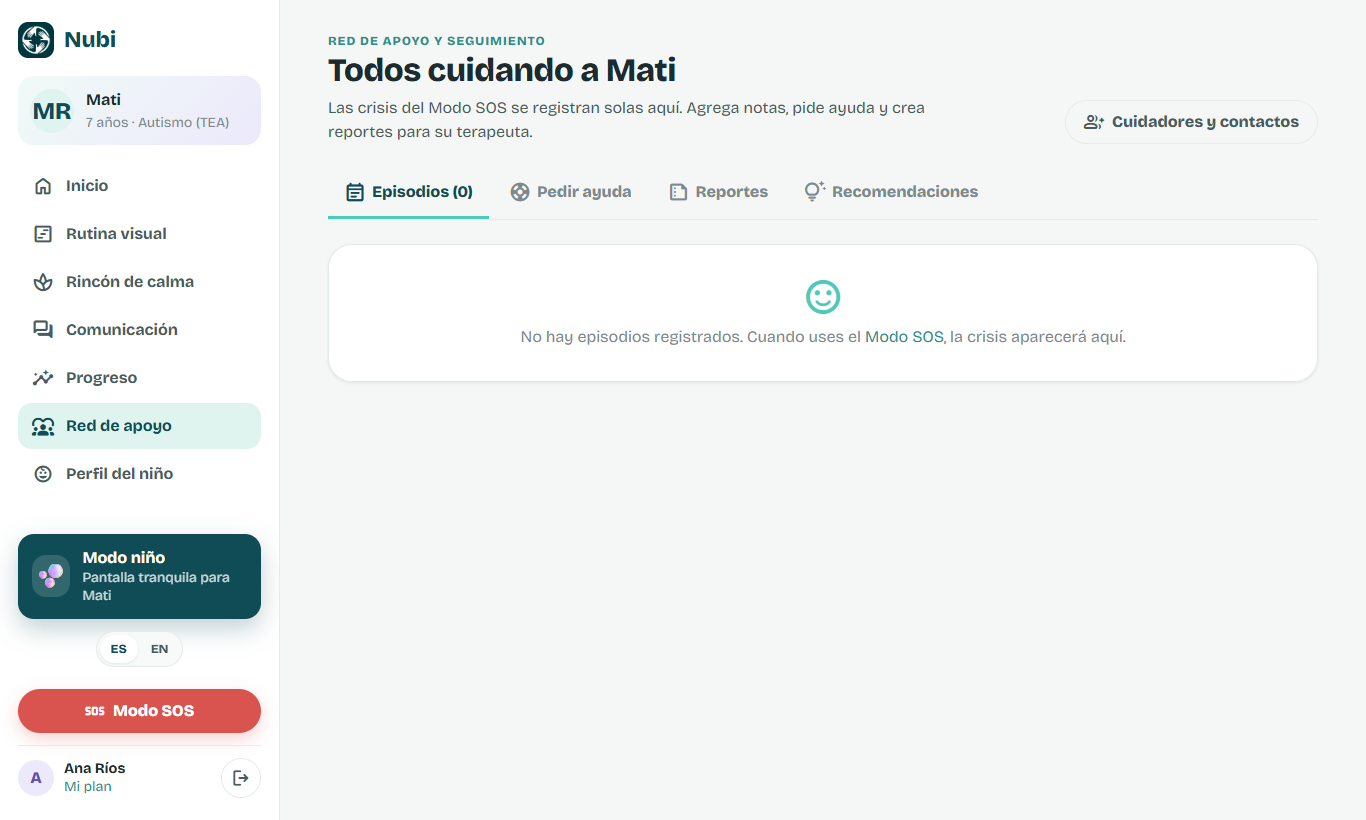 Nubi
MR
Mati
7 años · Autismo (TEA)
Inicio
Rutina visual
Rincón de calma
Comunicación
Progreso
Red de apoyo
Perfil del niño
Modo niño
Pantalla tranquila para
Mati
ES EN
SOS Modo SOS
A
Ana Ríos
Mi plan
RED DE APOYO Y SEGUIMIENTO
Todos cuidando a Mati
Las crisis del Modo SOS se registran solas aquí. Agrega notas, pide ayuda y crea
reportes para su terapeuta.
Cuidadores y contactos
Episodios (0) Pedir ayuda Reportes Recomendaciones
No hay episodios registrados. Cuando uses el Modo SOS, la crisis aparecerá aquí.